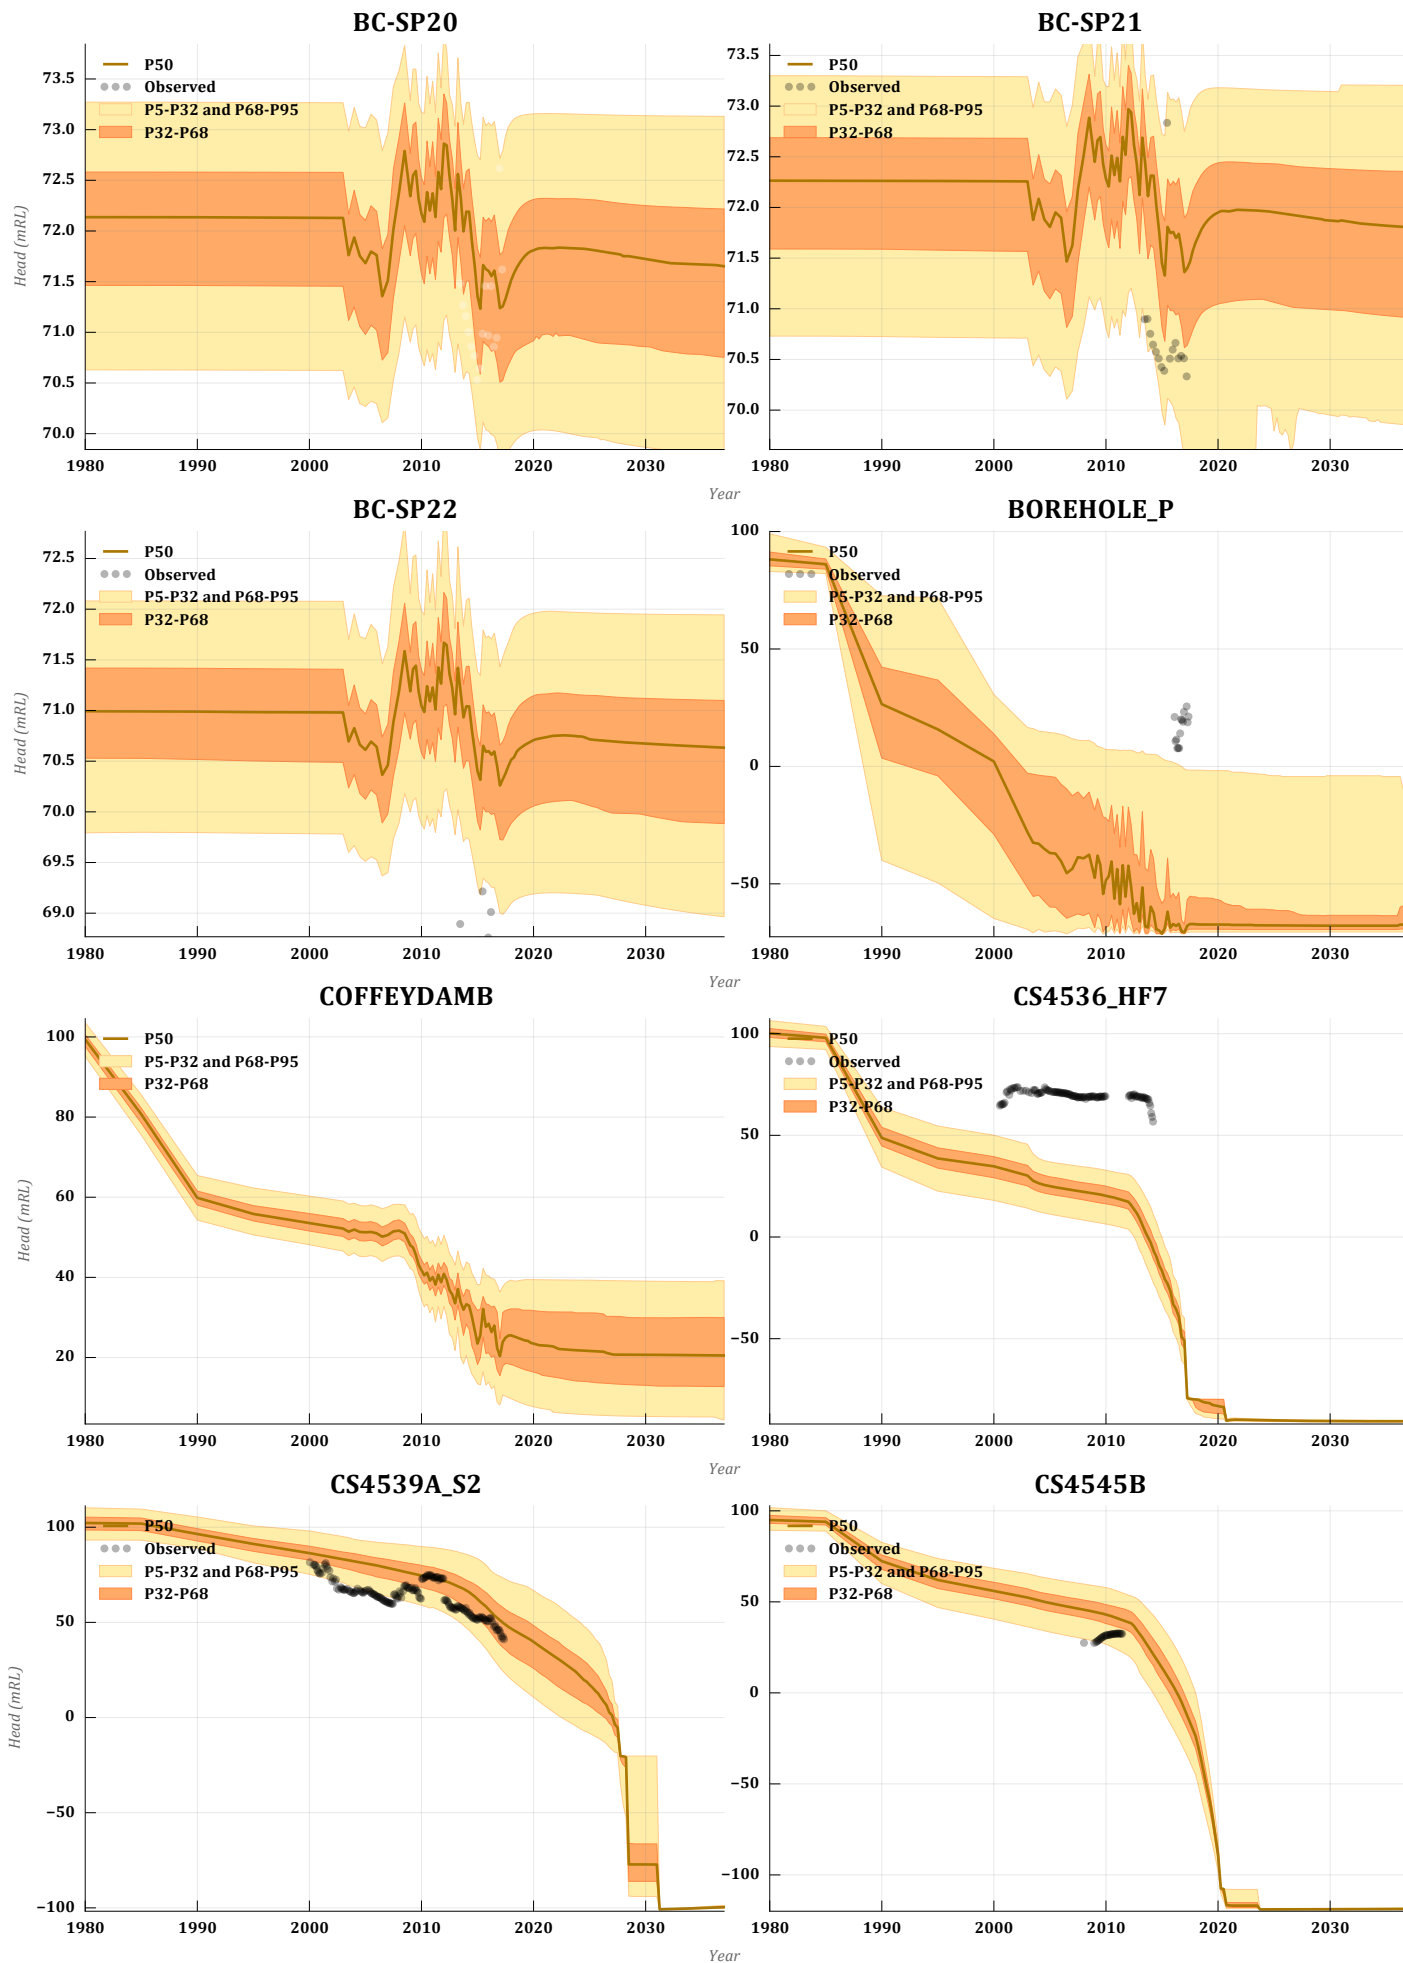 BC-SP20
P50
Observed
P5-P32 and P68-P95
P32-P68
73.5
73.0
72.5
72.0
71.5
71.0
70.5
70.0
1980 1990 2000 2010 2020 2030
Head (mRL)
BC-SP21
P50
Observed
P5-P32 and P68-P95
P32-P68
73.5
73.0
72.5
72.0
71.5
71.0
70.5
70.0
1980 1990 2000 2010 2020 2030
Year
BC-SP22
P50
Observed
P5-P32 and P68-P95
P32-P68
72.5
72.0
71.5
71.0
70.5
70.0
69.5
69.0
1980 1990 2000 2010 2020 2030
Head (mRL)
BOREHOLE_P
P50
Observed
P5-P32 and P68-P95
P32-P68
100
50
0
−50
1980 1990 2000 2010 2020 2030
Year
COFFEYDAMB
P50
P5-P32 and P68-P95
P32-P68
100
80
60
40
20
1980 1990 2000 2010 2020 2030
Head (mRL)
CS4536_HF7
P50
Observed
P5-P32 and P68-P95
P32-P68
100
50
0
−50
1980 1990 2000 2010 2020 2030
Year
CS4539A_S2
P50
Observed
P5-P32 and P68-P95
P32-P68
100
50
0
−50
−100
1980 1990 2000 2010 2020 2030
Head (mRL)
CS4545B
P50
Observed
P5-P32 and P68-P95
P32-P68
100
50
0
−50
−100
1980 1990 2000 2010 2020 2030
Year